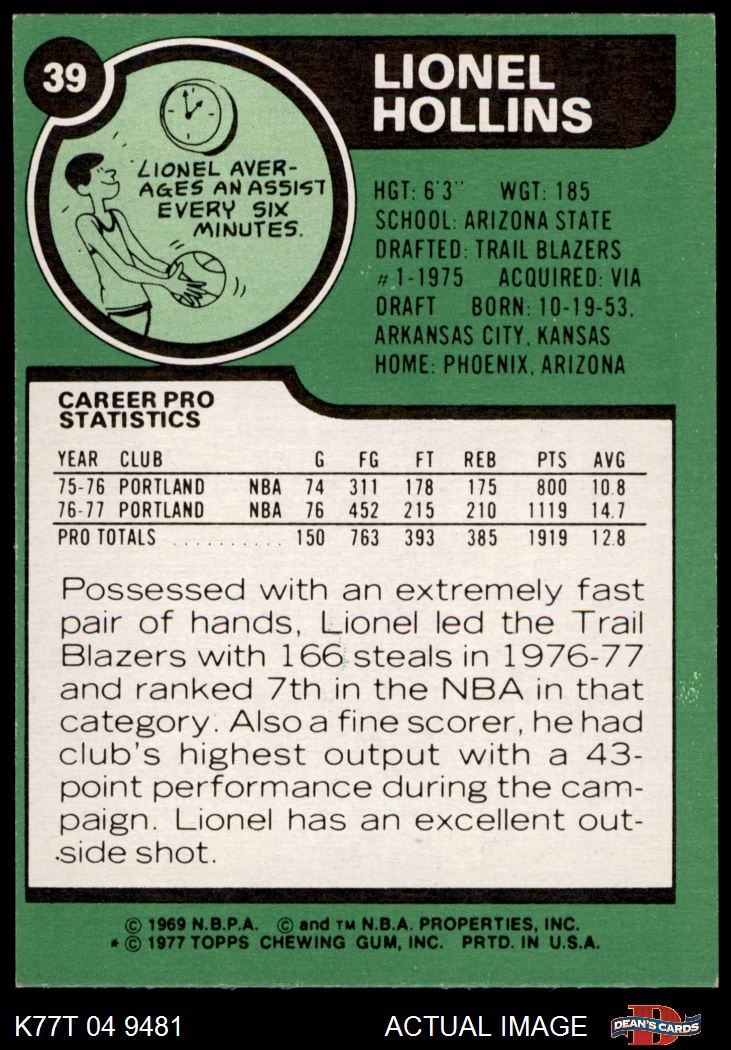 39
LIONEL
HOLLINS
LIONEL AVER-
AGES AN ASSIST
EVERY SIX
MINUTES.
HGT: 6'3" WGT: 185
SCHOOL: ARIZONA STATE
DRAFTED: TRAIL BLAZERS
#1-1975 ACQUIRED: VIA
DRAFT BORN: 10-19-53,
ARKANSAS CITY, KANSAS
HOME: PHOENIX, ARIZONA
CAREER PRO
STATISTICS
YEAR CLUB G FG FT REB PTS AVG
75-76 PORTLAND NBA 74 311 178 175 800 10.8
76-77 PORTLAND NBA 76 452 215 210 1119 14.7
PRO TOTALS .......... 150 763 393 385 1919 12.8
Possessed with an extremely fast
pair of hands, Lionel led the Trail
Blazers with 166 steals in 1976-77
and ranked 7th in the NBA in that
category. Also a fine scorer, he had
club's highest output with a 43-
point performance during the cam-
paign. Lionel has an excellent out-
side shot.
© 1969 N.B.P.A. © and TM N.B.A. PROPERTIES, INC.
* © 1977 TOPPS CHEWING GUM, INC. PRTD. IN U.S.A.
K77T 04 9481 ACTUAL IMAGE DEAN'S CARDS